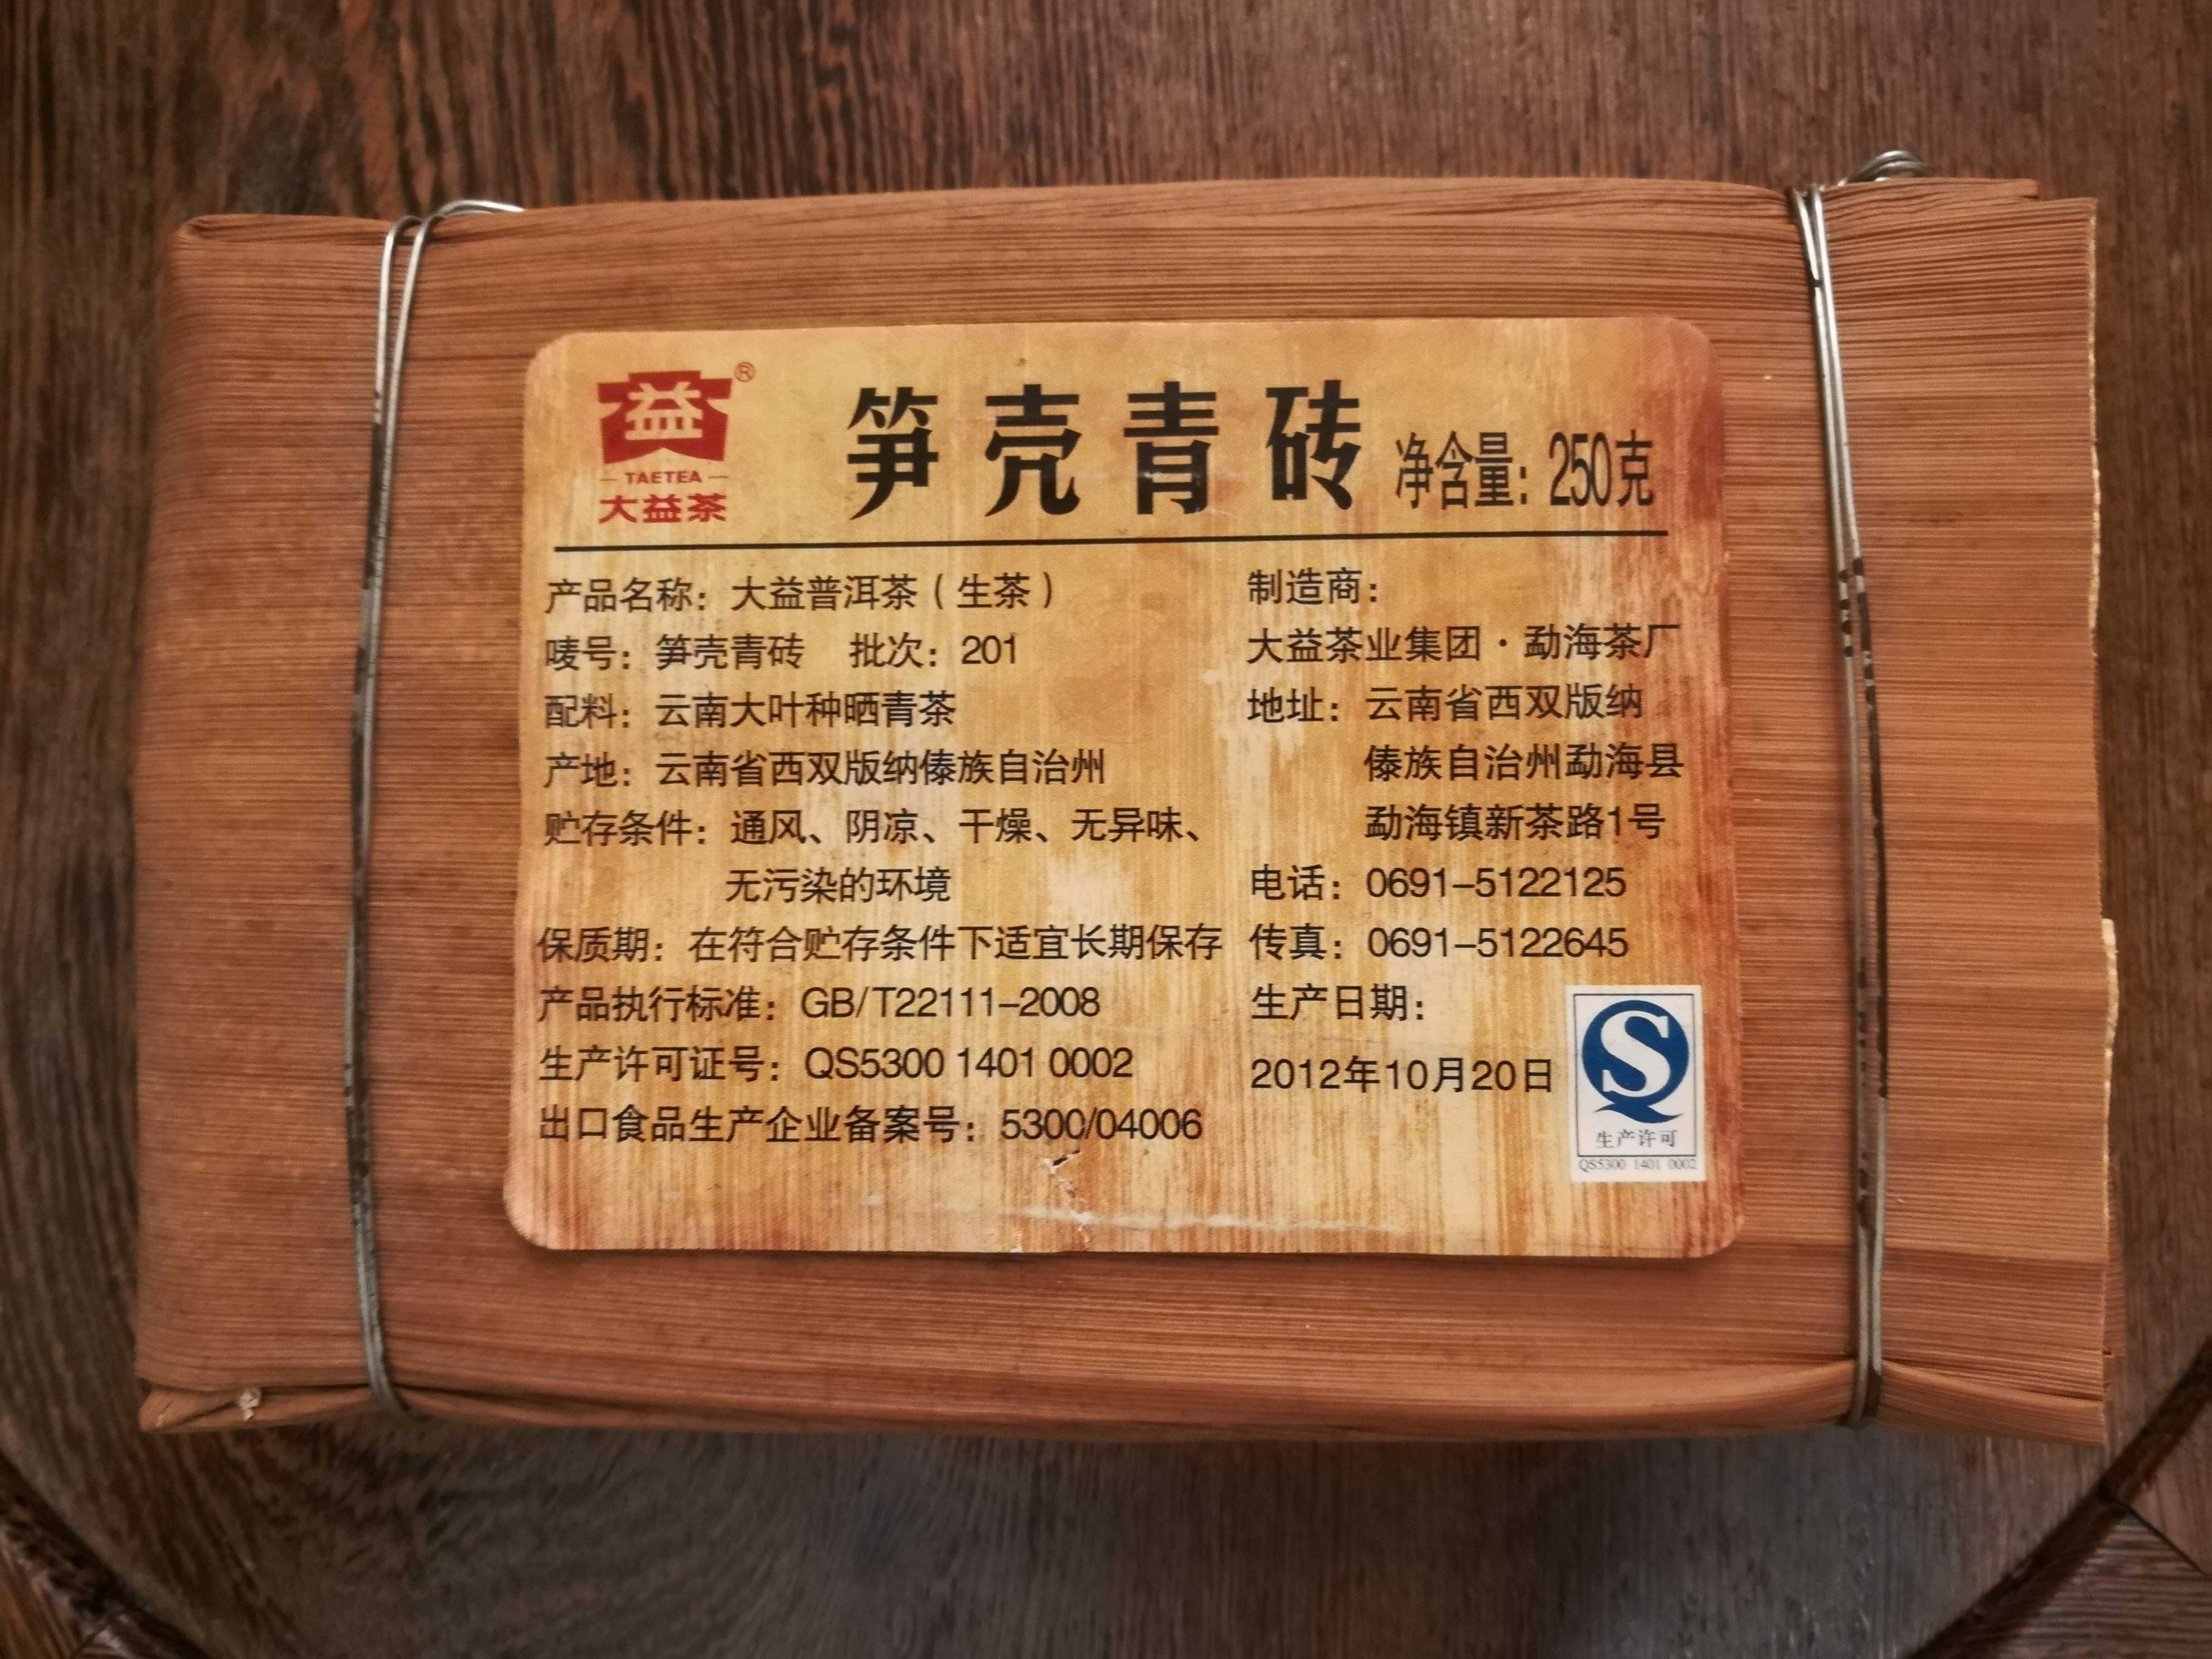 益®
TAETEA
大益茶
笋壳青砖 净含量：250克
产品名称：大益普洱茶（生茶）
唛号：笋壳青砖 批次：201
配料：云南大叶种晒青茶
产地：云南省西双版纳傣族自治州
贮存条件：通风、阴凉、干燥、无异味、
无污染的环境
保质期：在符合贮存条件下适宜长期保存
产品执行标准：GB/T22111-2008
生产许可证号：QS5300 1401 0002
出口食品生产企业备案号：5300/04006
制造商：
大益茶业集团·勐海茶厂
地址：云南省西双版纳
傣族自治州勐海县
勐海镇新茶路1号
电话：0691-5122125
传真：0691-5122645
生产日期：
2012年10月20日
生产许可
QS5300 1401 0002